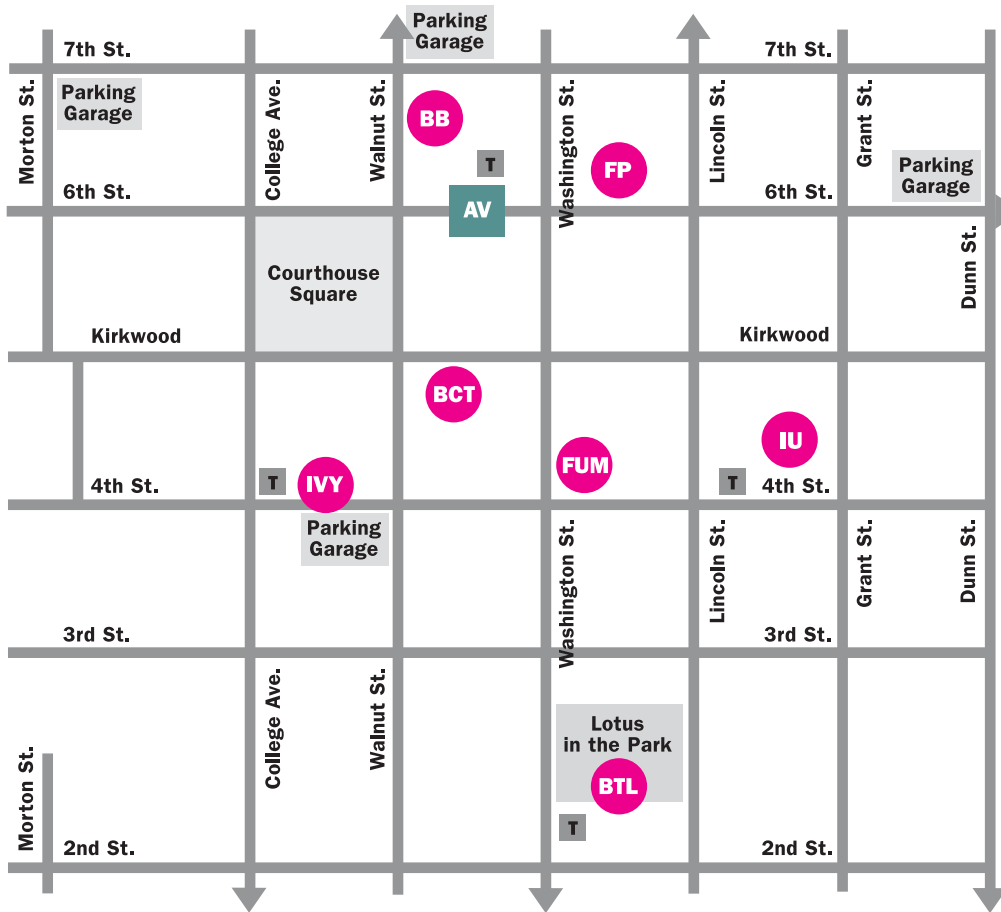 Parking
Garage
7th St.
7th St.
Morton St.
Parking
Garage
College Ave.
Walnut St.
BB
T
Washington St.
FP
Lincoln St.
Grant St.
Parking
Garage
6th St.
AV
6th St.
Dunn St.
Courthouse
Square
Kirkwood
Kirkwood
BCT
IU
FUM
T
IVY
T
4th St.
4th St.
Parking
Garage
Washington St.
Lincoln St.
Grant St.
Dunn St.
3rd St.
3rd St.
College Ave.
Walnut St.
Lotus
in the Park
BTL
Morton St.
T
2nd St.
2nd St.